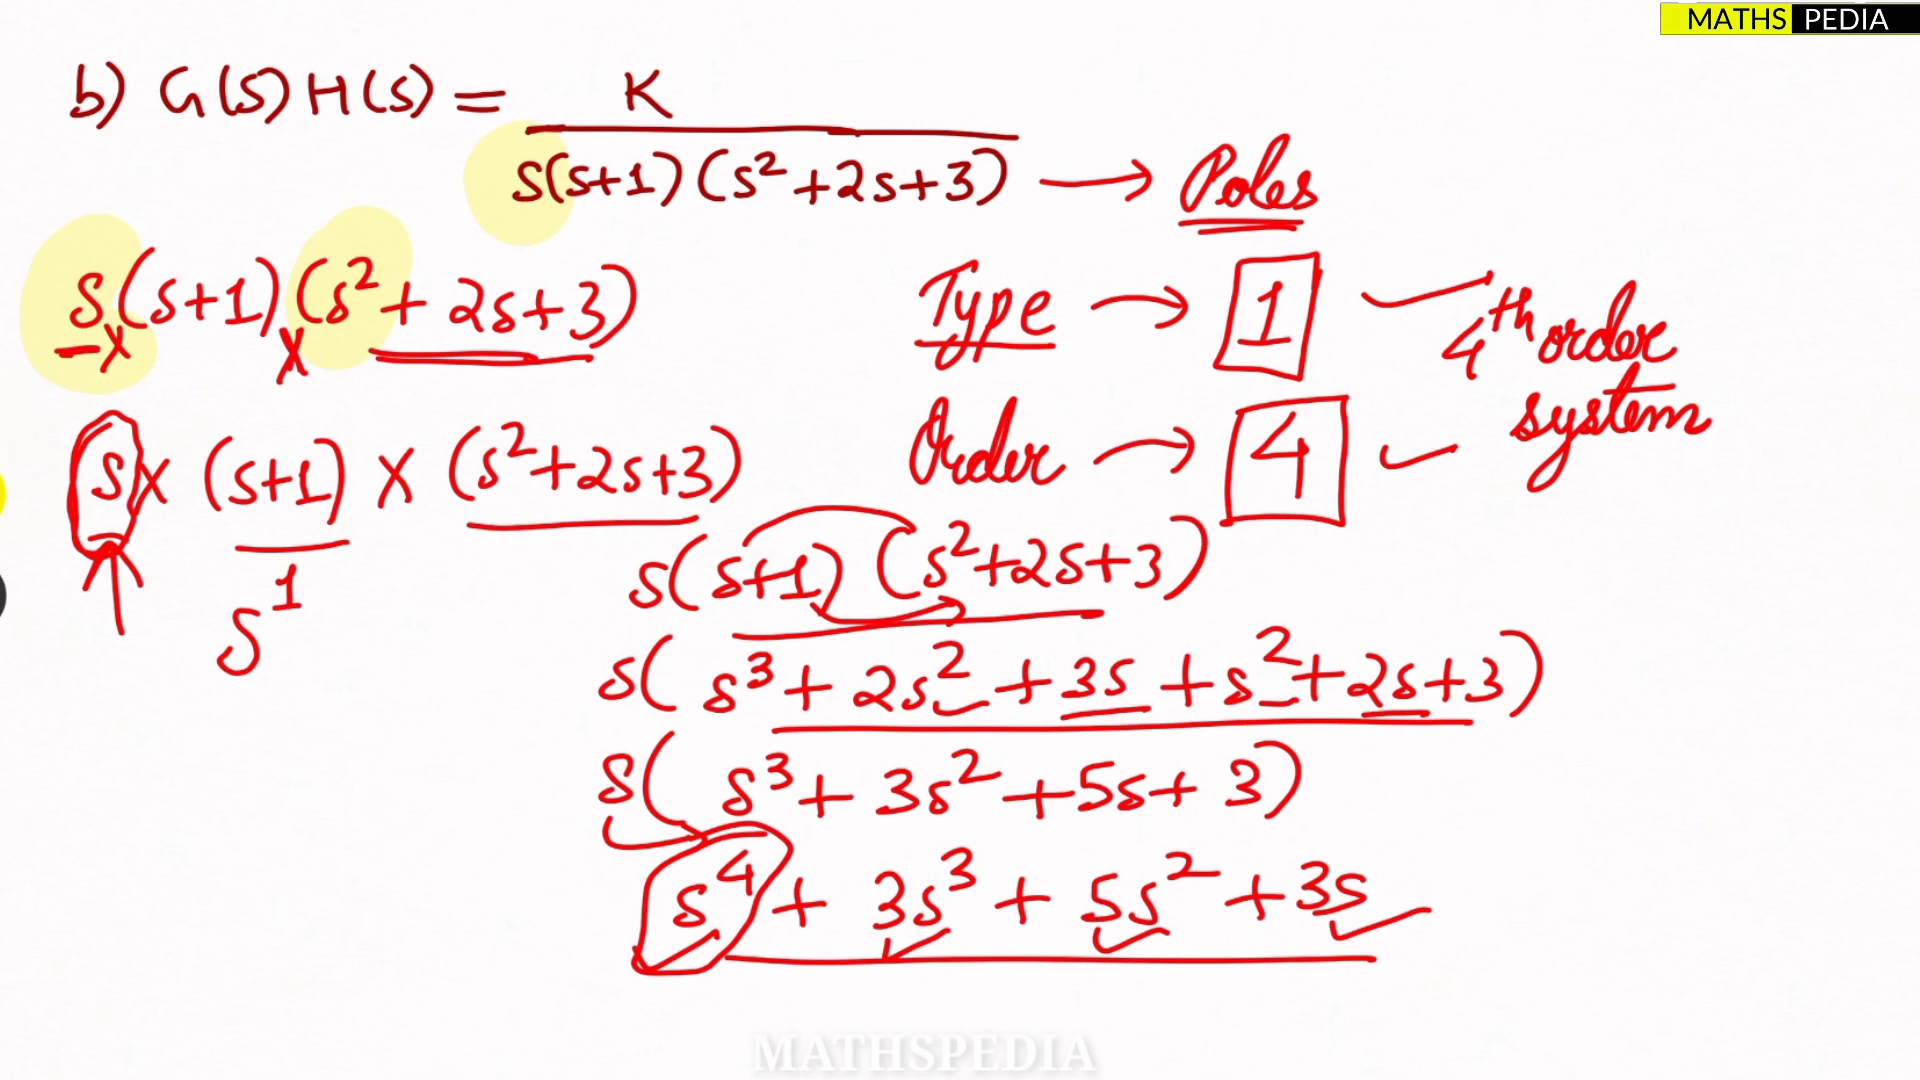 MATHS PEDIA
b) G(s) H(s) = K
s(s+1)(s²+2s+3) → Poles
s(s+1)(s²+2s+3)
x x
Type → 1
4th order system
Order → 4
s x (s+1) x (s²+2s+3)
s¹
s(s+1) (s²+2s+3)
s( s³+ 2s² + 3s + s²+2s+3)
s( s³+ 3s²+5s+ 3)
s⁴ + 3s³ + 5s² +3s
MATHSPEDIA